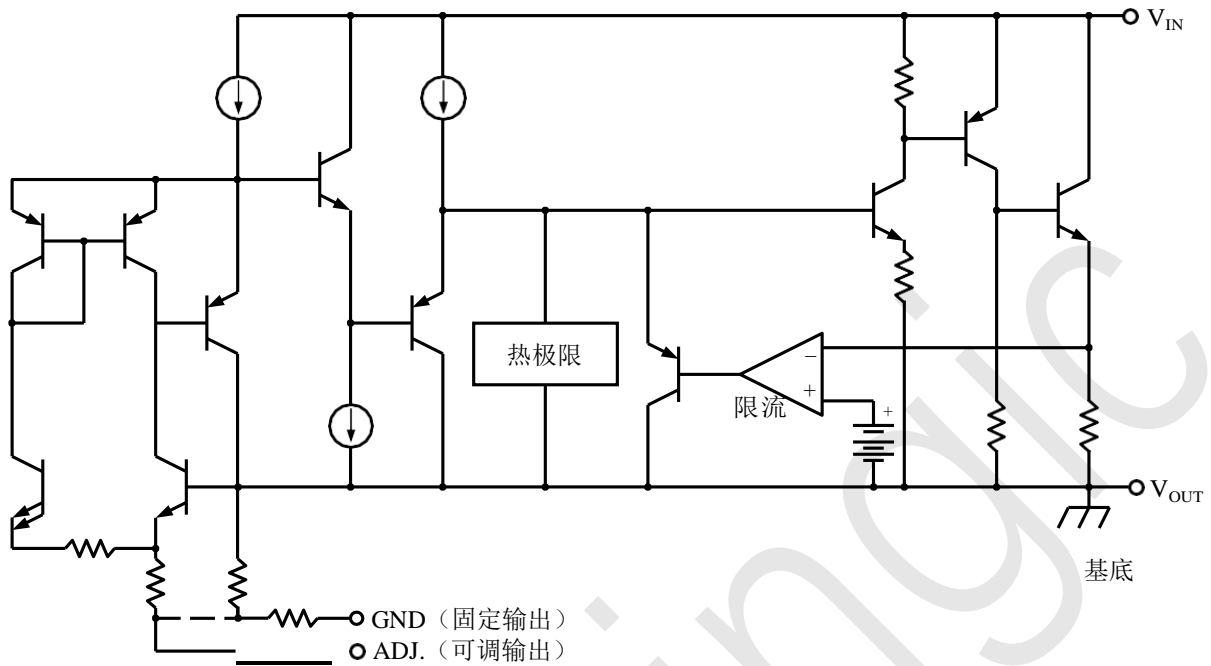 V_IN
热极限
−
+
限流
+
V_OUT
基底
GND（固定输出）
ADJ.（可调输出）
ingic